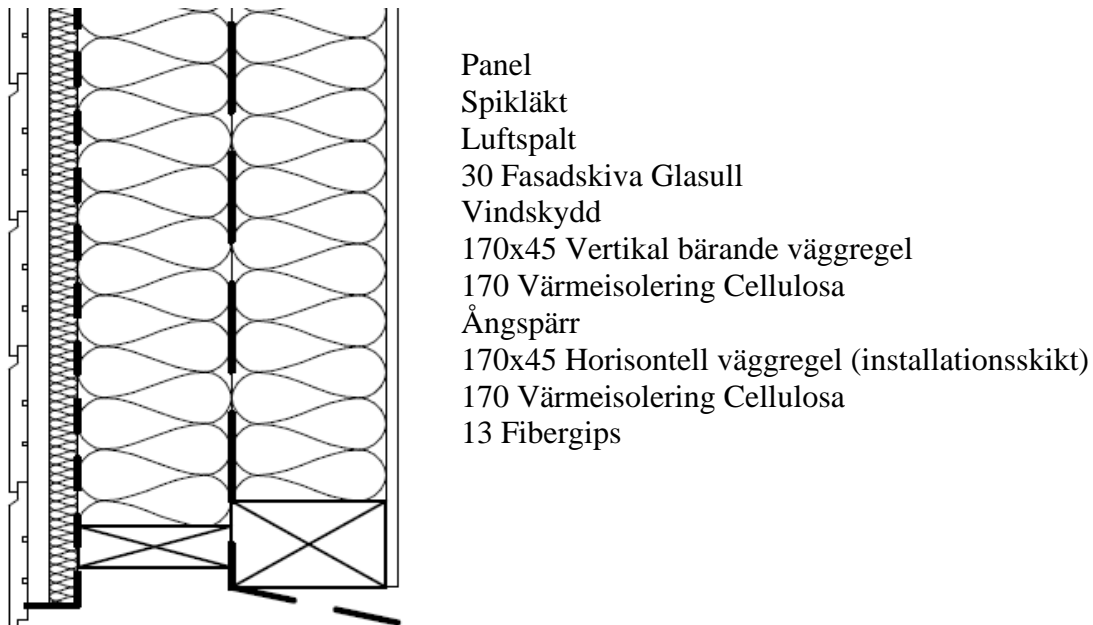 Panel
Spikläkt
Luftspalt
30 Fasadskiva Glasull
Vindskydd
170x45 Vertikal bärande väggregel
170 Värmeisolering Cellulosa
Ångspärr
170x45 Horisontell väggregel (installationsskikt)
170 Värmeisolering Cellulosa
13 Fibergips